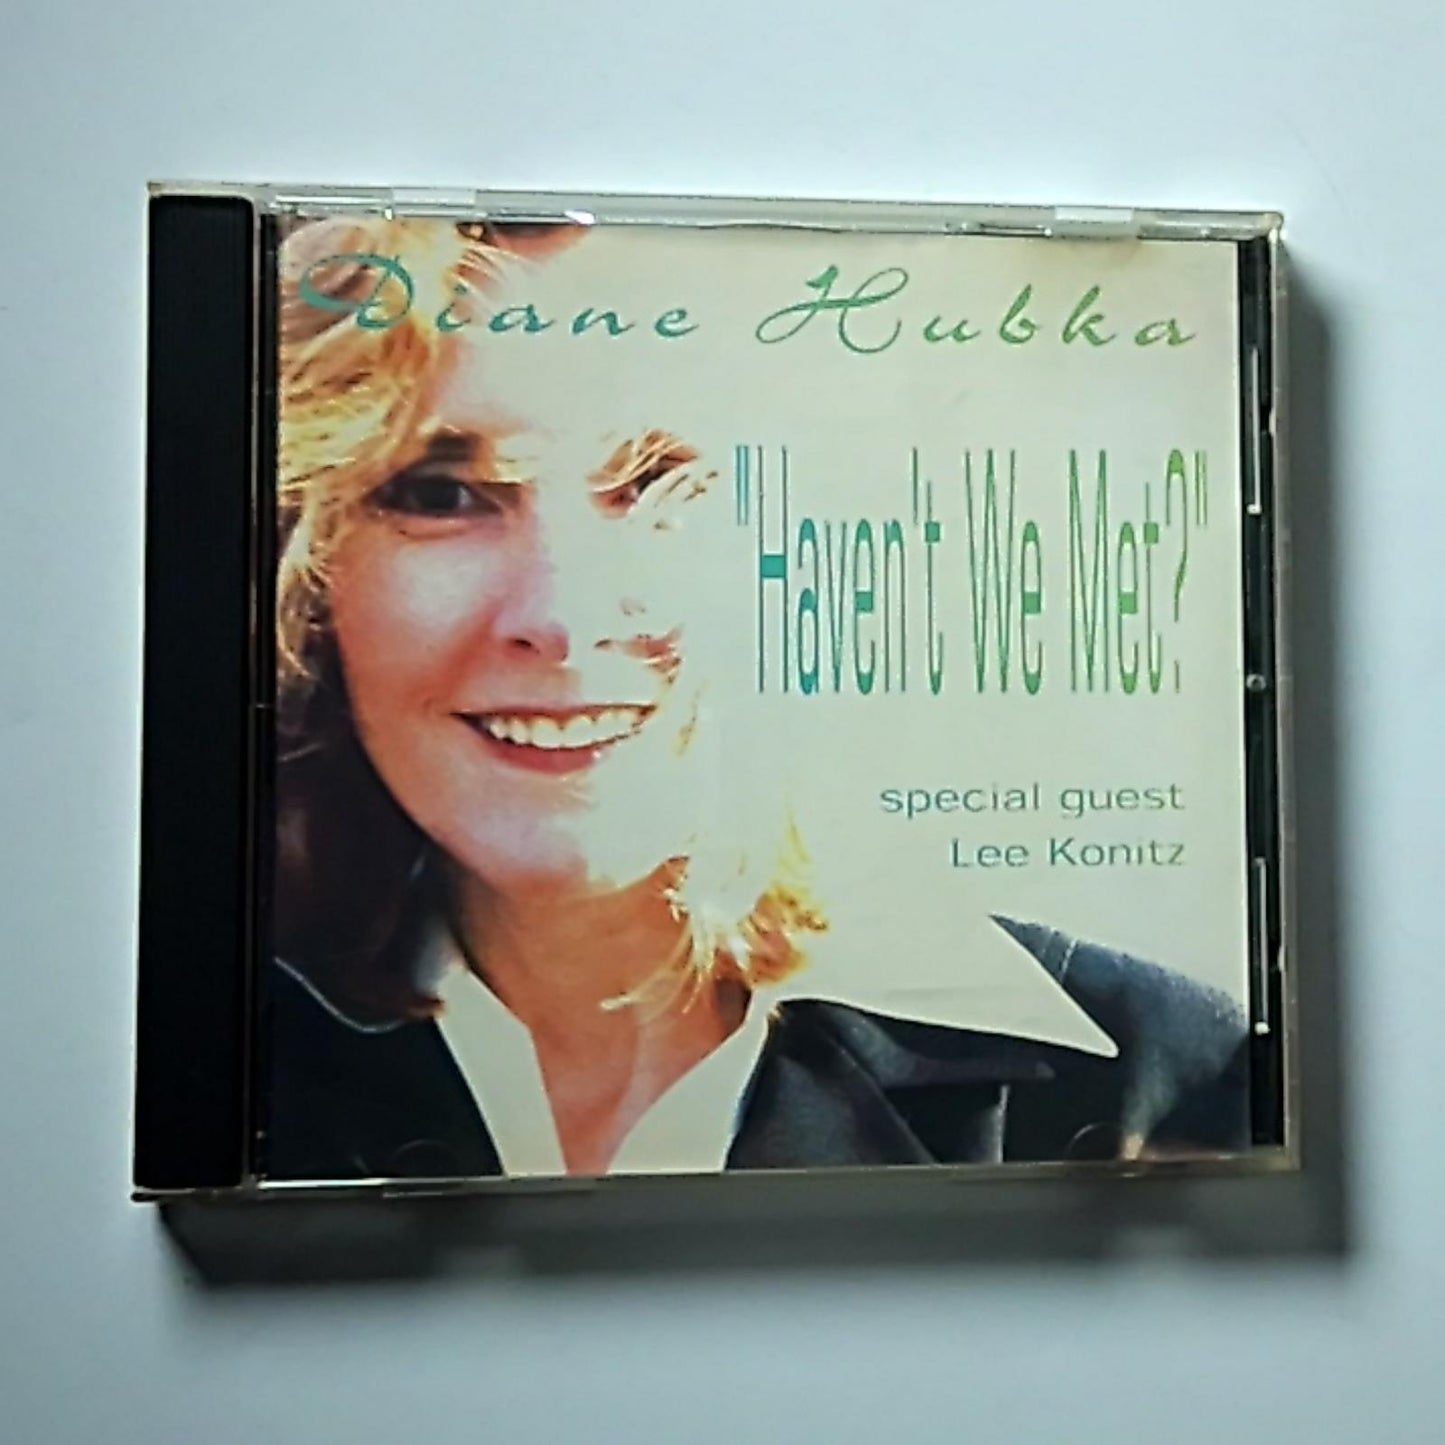 Diane Hubka
"Haven't We Met?"
special guest
Lee Konitz